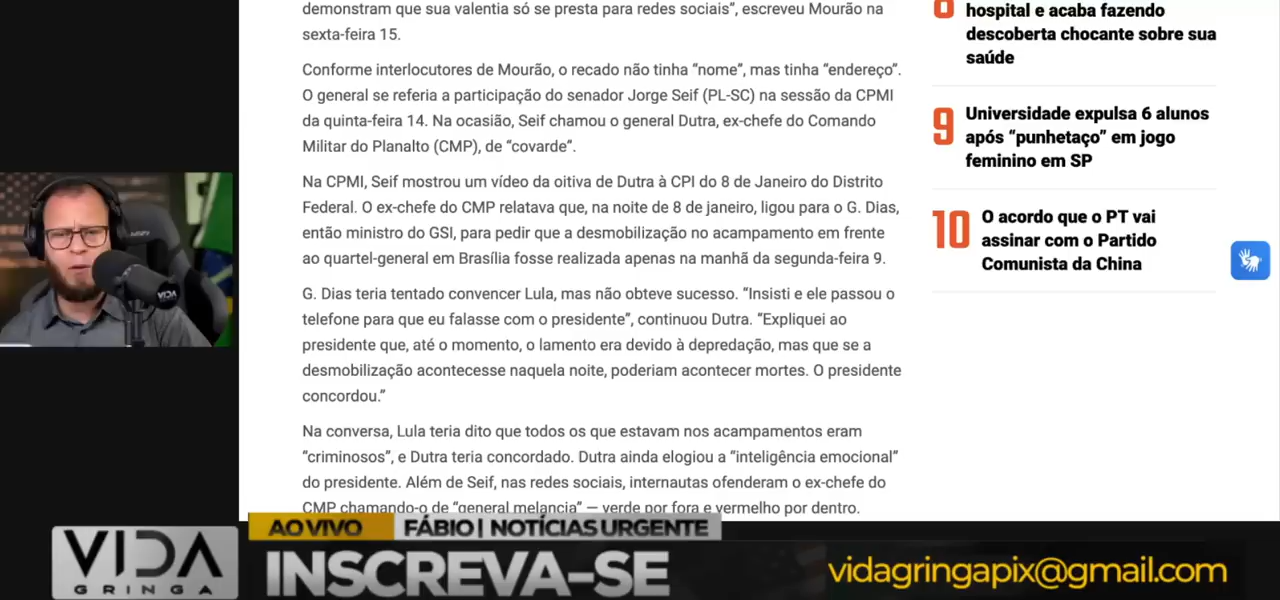 demonstram que sua valentia só se presta para redes sociais”, escreveu Mourão na
sexta-feira 15.
Conforme interlocutores de Mourão, o recado não tinha “nome”, mas tinha “endereço”.
O general se referia a participação do senador Jorge Seif (PL-SC) na sessão da CPMI
da quinta-feira 14. Na ocasião, Seif chamou o general Dutra, ex-chefe do Comando
Militar do Planalto (CMP), de “covarde”.
Na CPMI, Seif mostrou um vídeo da oitiva de Dutra à CPI do 8 de Janeiro do Distrito
Federal. O ex-chefe do CMP relatava que, na noite de 8 de janeiro, ligou para o G. Dias,
então ministro do GSI, para pedir que a desmobilização no acampamento em frente
ao quartel-general em Brasília fosse realizada apenas na manhã da segunda-feira 9.
G. Dias teria tentado convencer Lula, mas não obteve sucesso. “Insisti e ele passou o
telefone para que eu falasse com o presidente”, continuou Dutra. “Expliquei ao
presidente que, até o momento, o lamento era devido à depredação, mas que se a
desmobilização acontecesse naquela noite, poderiam acontecer mortes. O presidente
concordou.”
Na conversa, Lula teria dito que todos os que estavam nos acampamentos eram
“criminosos”, e Dutra teria concordado. Dutra ainda elogiou a “inteligência emocional”
do presidente. Além de Seif, nas redes sociais, internautas ofenderam o ex-chefe do
CMP chamando-o de “general melancia” — verde por fora e vermelho por dentro.
8
hospital e acaba fazendo
descoberta chocante sobre sua
saúde
9
Universidade expulsa 6 alunos
após “punhetaço” em jogo
feminino em SP
10
O acordo que o PT vai
assinar com o Partido
Comunista da China
VIDA
VIDA
GRINGA
AO VIVO
FÁBIO | NOTÍCIAS URGENTE
INSCREVA-SE
vidagringapix@gmail.com